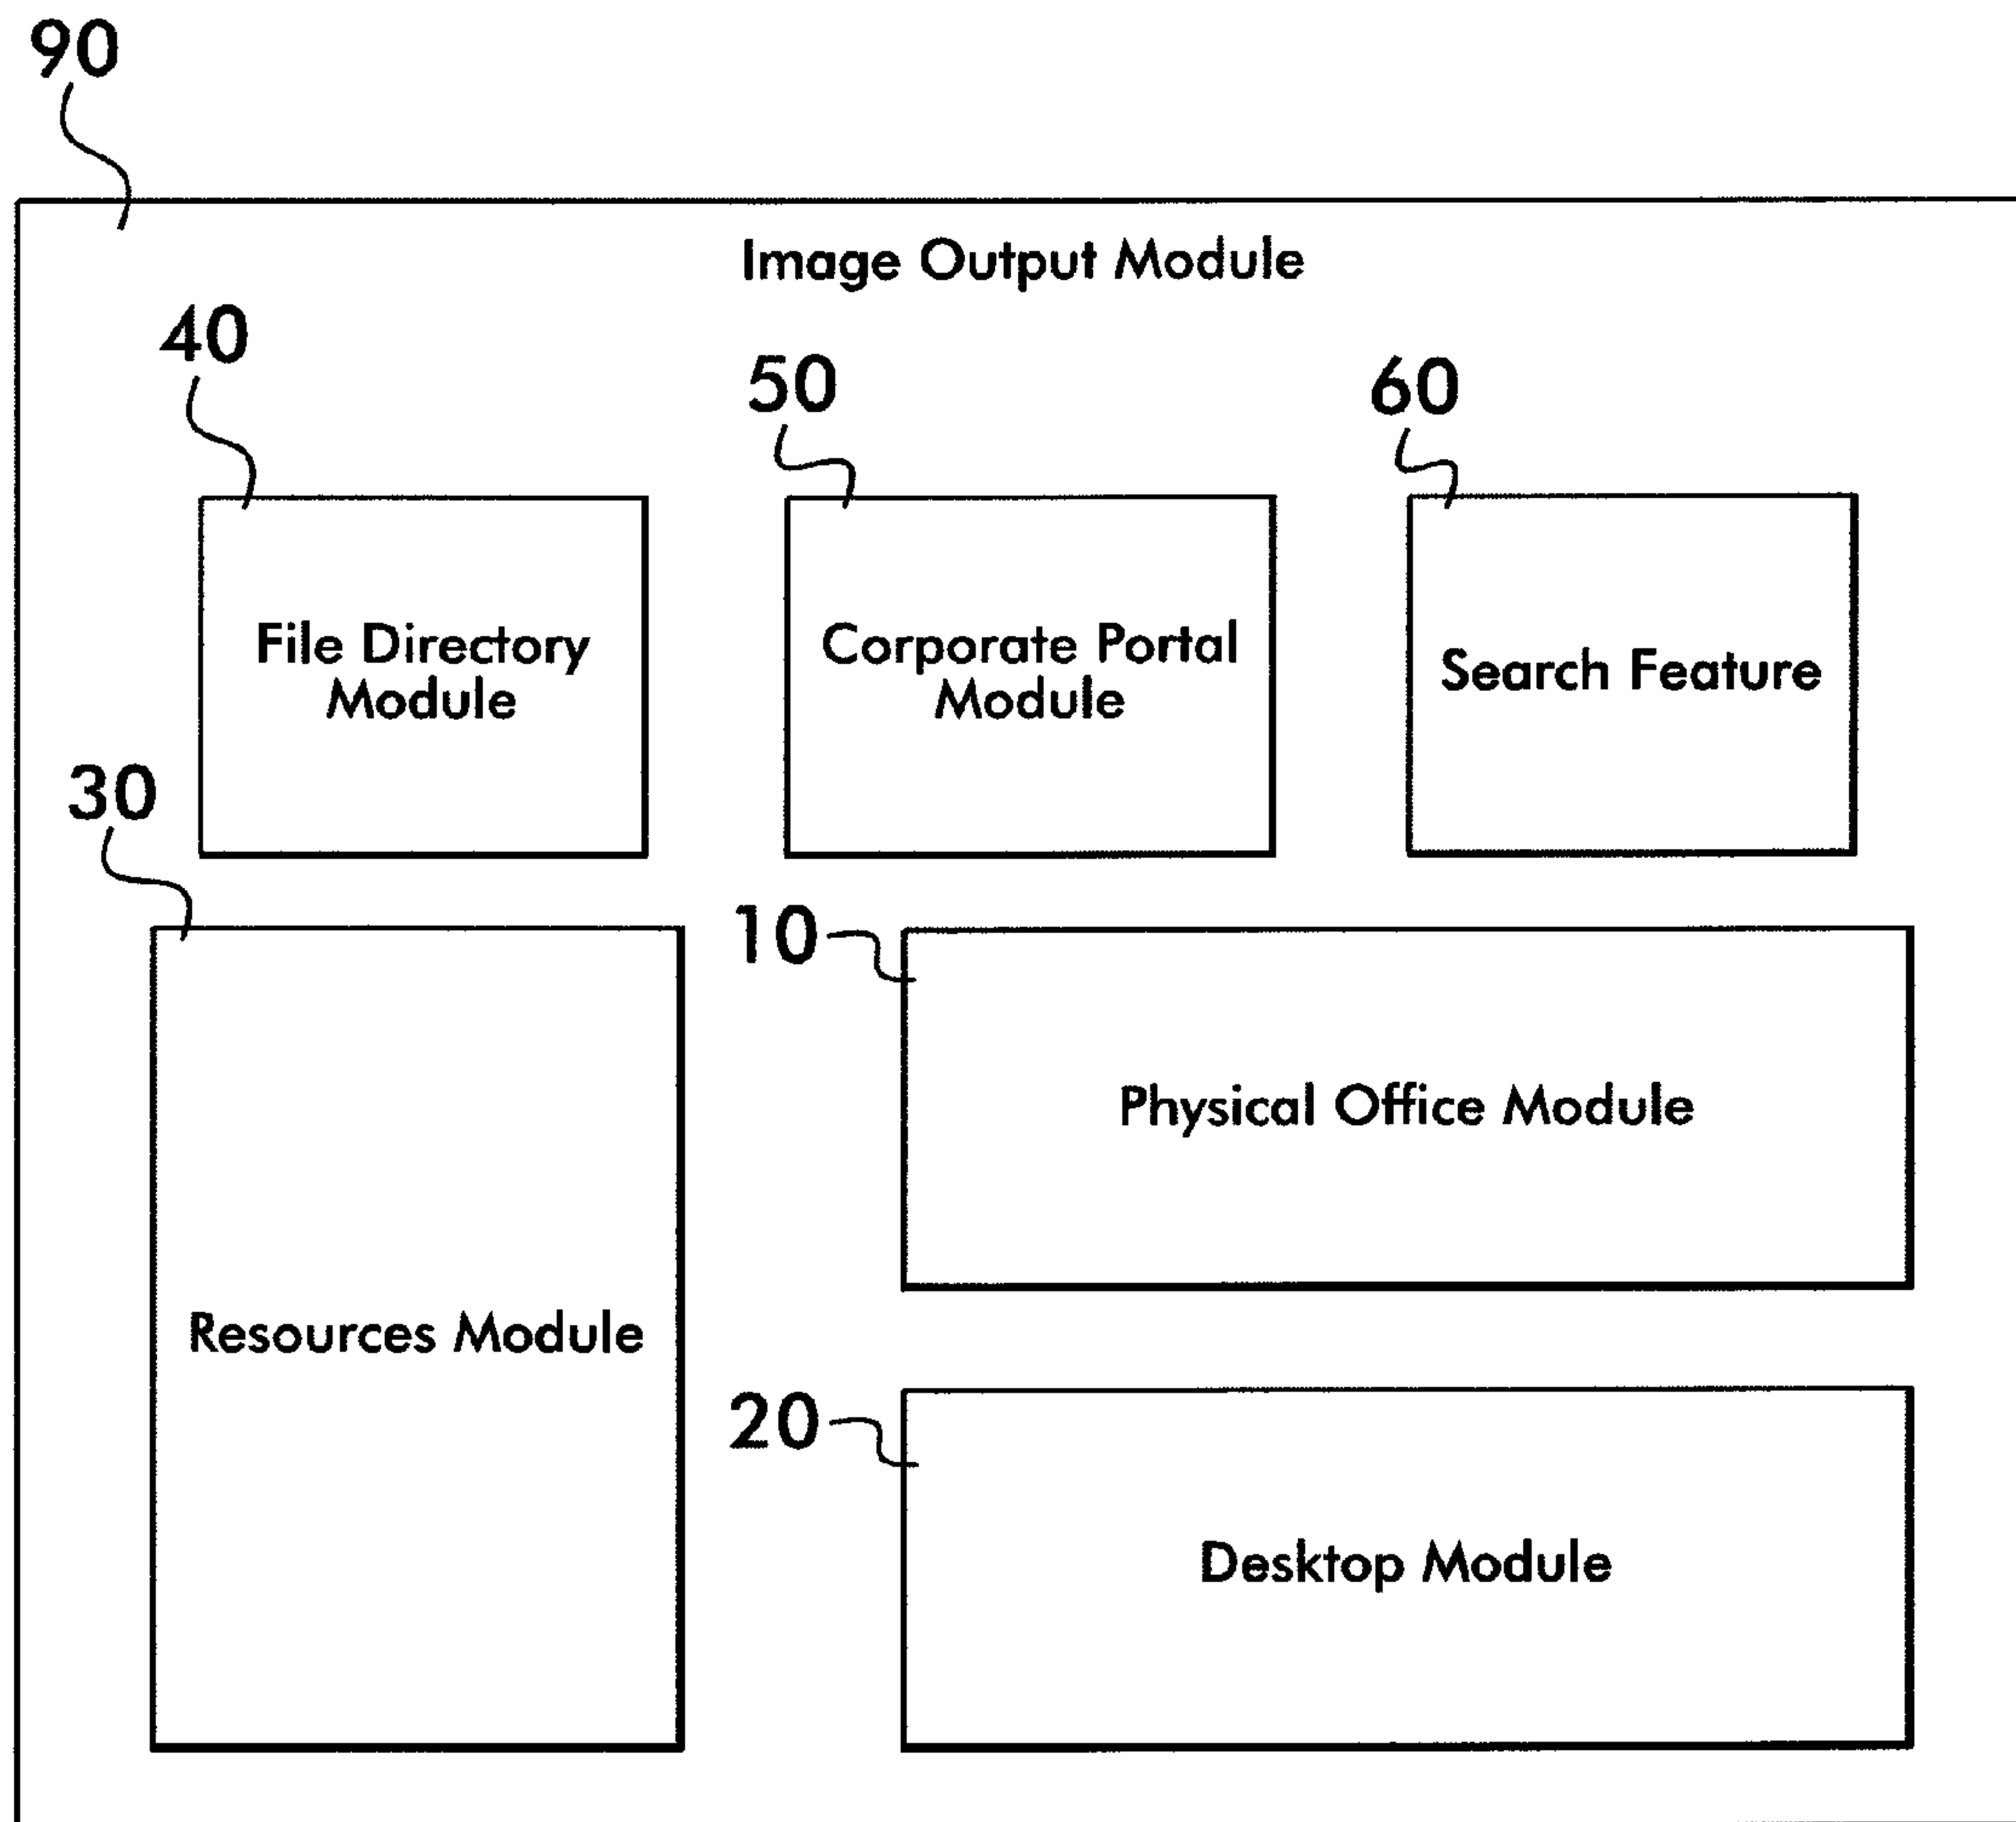 90
Image Output Module
40
50
60
File Directory
Module
Corporate Portal
Module
Search Feature
30
10
Physical Office Module
Resources Module
20
Desktop Module